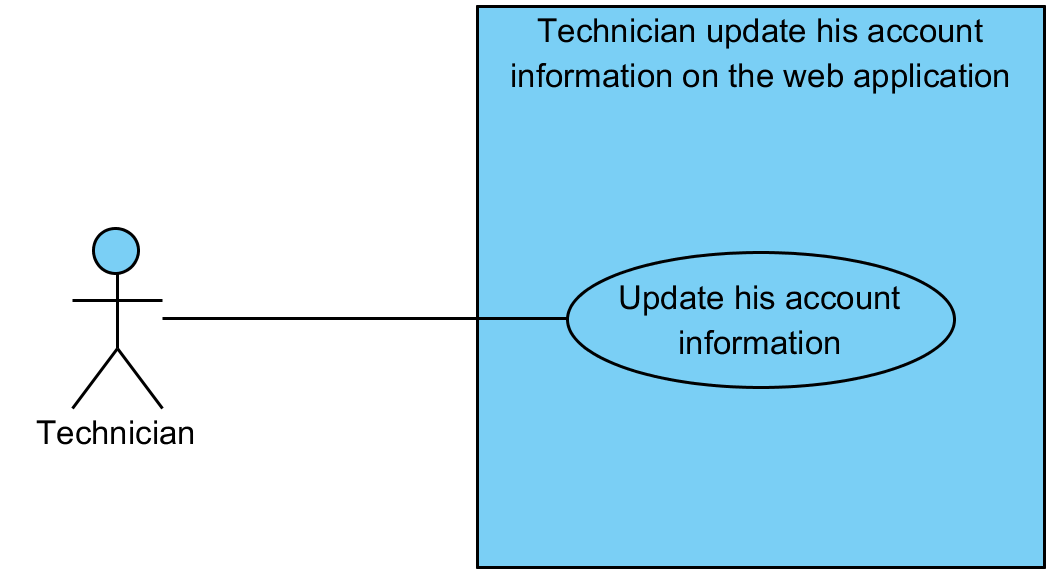 Technician update his account
information on the web application
Update his account
information
Technician